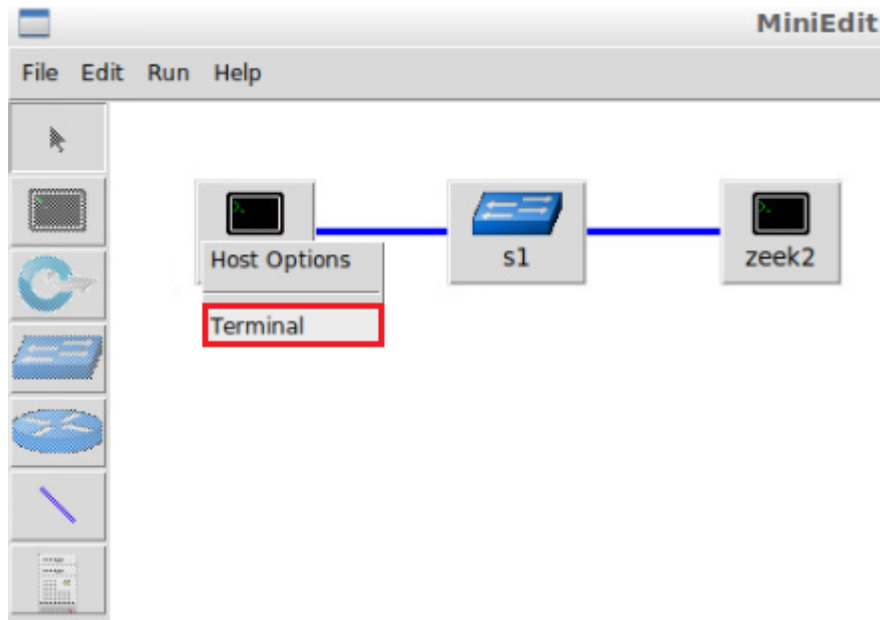 MiniEdit
File Edit Run Help
Host Options
s1
zeek2
Terminal